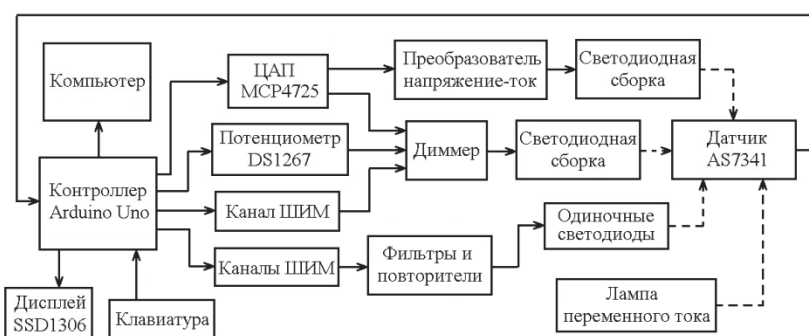 Компьютер
ЦАП
MCP4725
Преобразователь
напряжение-ток
Светодиодная
сборка
Потенциометр
DS1267
Диммер
Светодиодная
сборка
Датчик
AS7341
Контроллер
Arduino Uno
Канал ШИМ
Одиночные
светодиоды
Каналы ШИМ
Фильтры и
повторители
Дисплей
SSD1306
Клавиатура
Лампа
переменного тока